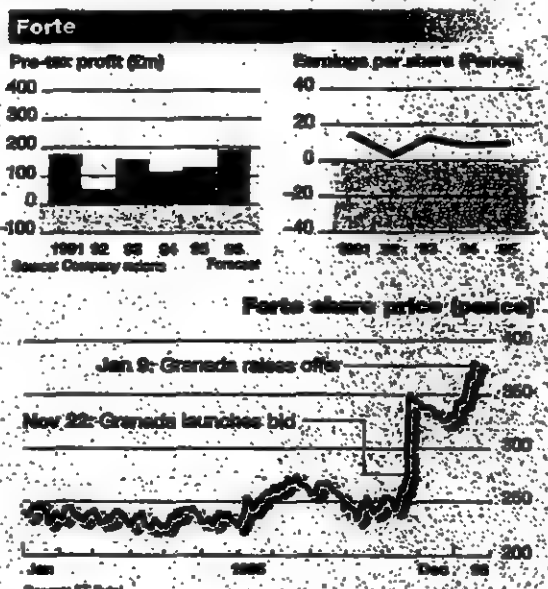 Forte
Pre-tax profit (£m)
400
300
200
100
0
-100
1991 92 93 94 95 96
Source: Company reports Forecast
Earnings per share (Pence)
40
20
0
-20
-40
1991 92 93 94 95
Forte share price (pence)
400
Jan 9: Granada raises offer
350
Nov 22: Granada launches bid
300
250
200
Jan 1995 Dec 96